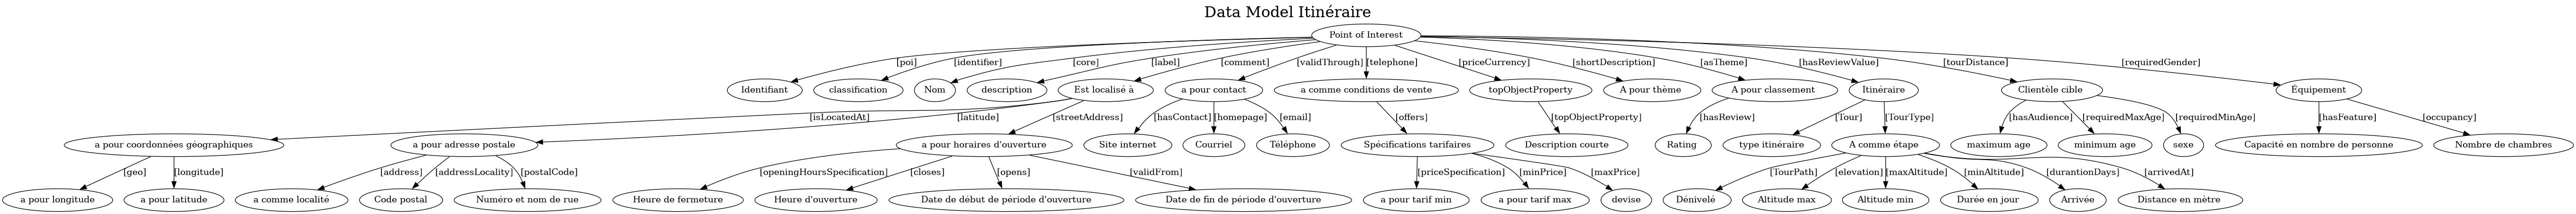 Data Model Itinéraire
Point of Interest
[poi]
[identifier]
[core]
[label]
[comment]
[validThrough]
[telephone]
[priceCurrency]
[shortDescription]
[asTheme]
[hasReviewValue]
[tourDistance]
[requiredGender]
Identifiant
classification
Nom
description
Est localisé à
a pour contact
a comme conditions de vente
topObjectProperty
À pour thème
À pour classement
Itinéraire
Clientèle cible
Équipement
[isLocatedAt]
[latitude]
[streetAddress]
[hasContact]
[homepage]
[email]
[offers]
[topObjectProperty]
[hasReview]
[Tour]
[TourType]
[hasAudience]
[requiredMaxAge]
[requiredMinAge]
[hasFeature]
[occupancy]
a pour coordonnées géographiques
a pour adresse postale
a pour horaires d'ouverture
Site internet
Courriel
Téléphone
Spécifications tarifaires
Description courte
Rating
type itinéraire
A comme étape
maximum age
minimum age
sexe
Capacité en nombre de personne
Nombre de chambres
[geo]
[longitude]
[address]
[addressLocality]
[postalCode]
[openingHoursSpecification]
[closes]
[opens]
[validFrom]
[priceSpecification]
[minPrice]
[maxPrice]
[TourPath]
[elevation]
[maxAltitude]
[minAltitude]
[durantionDays]
[arrivedAt]
a pour longitude
a pour latitude
a comme localité
Code postal
Numéro et nom de rue
Heure de fermeture
Heure d'ouverture
Date de début de période d'ouverture
Date de fin de période d'ouverture
a pour tarif min
a pour tarif max
devise
Dénivelé
Altitude max
Altitude min
Durée en jour
Arrivée
Distance en mètre